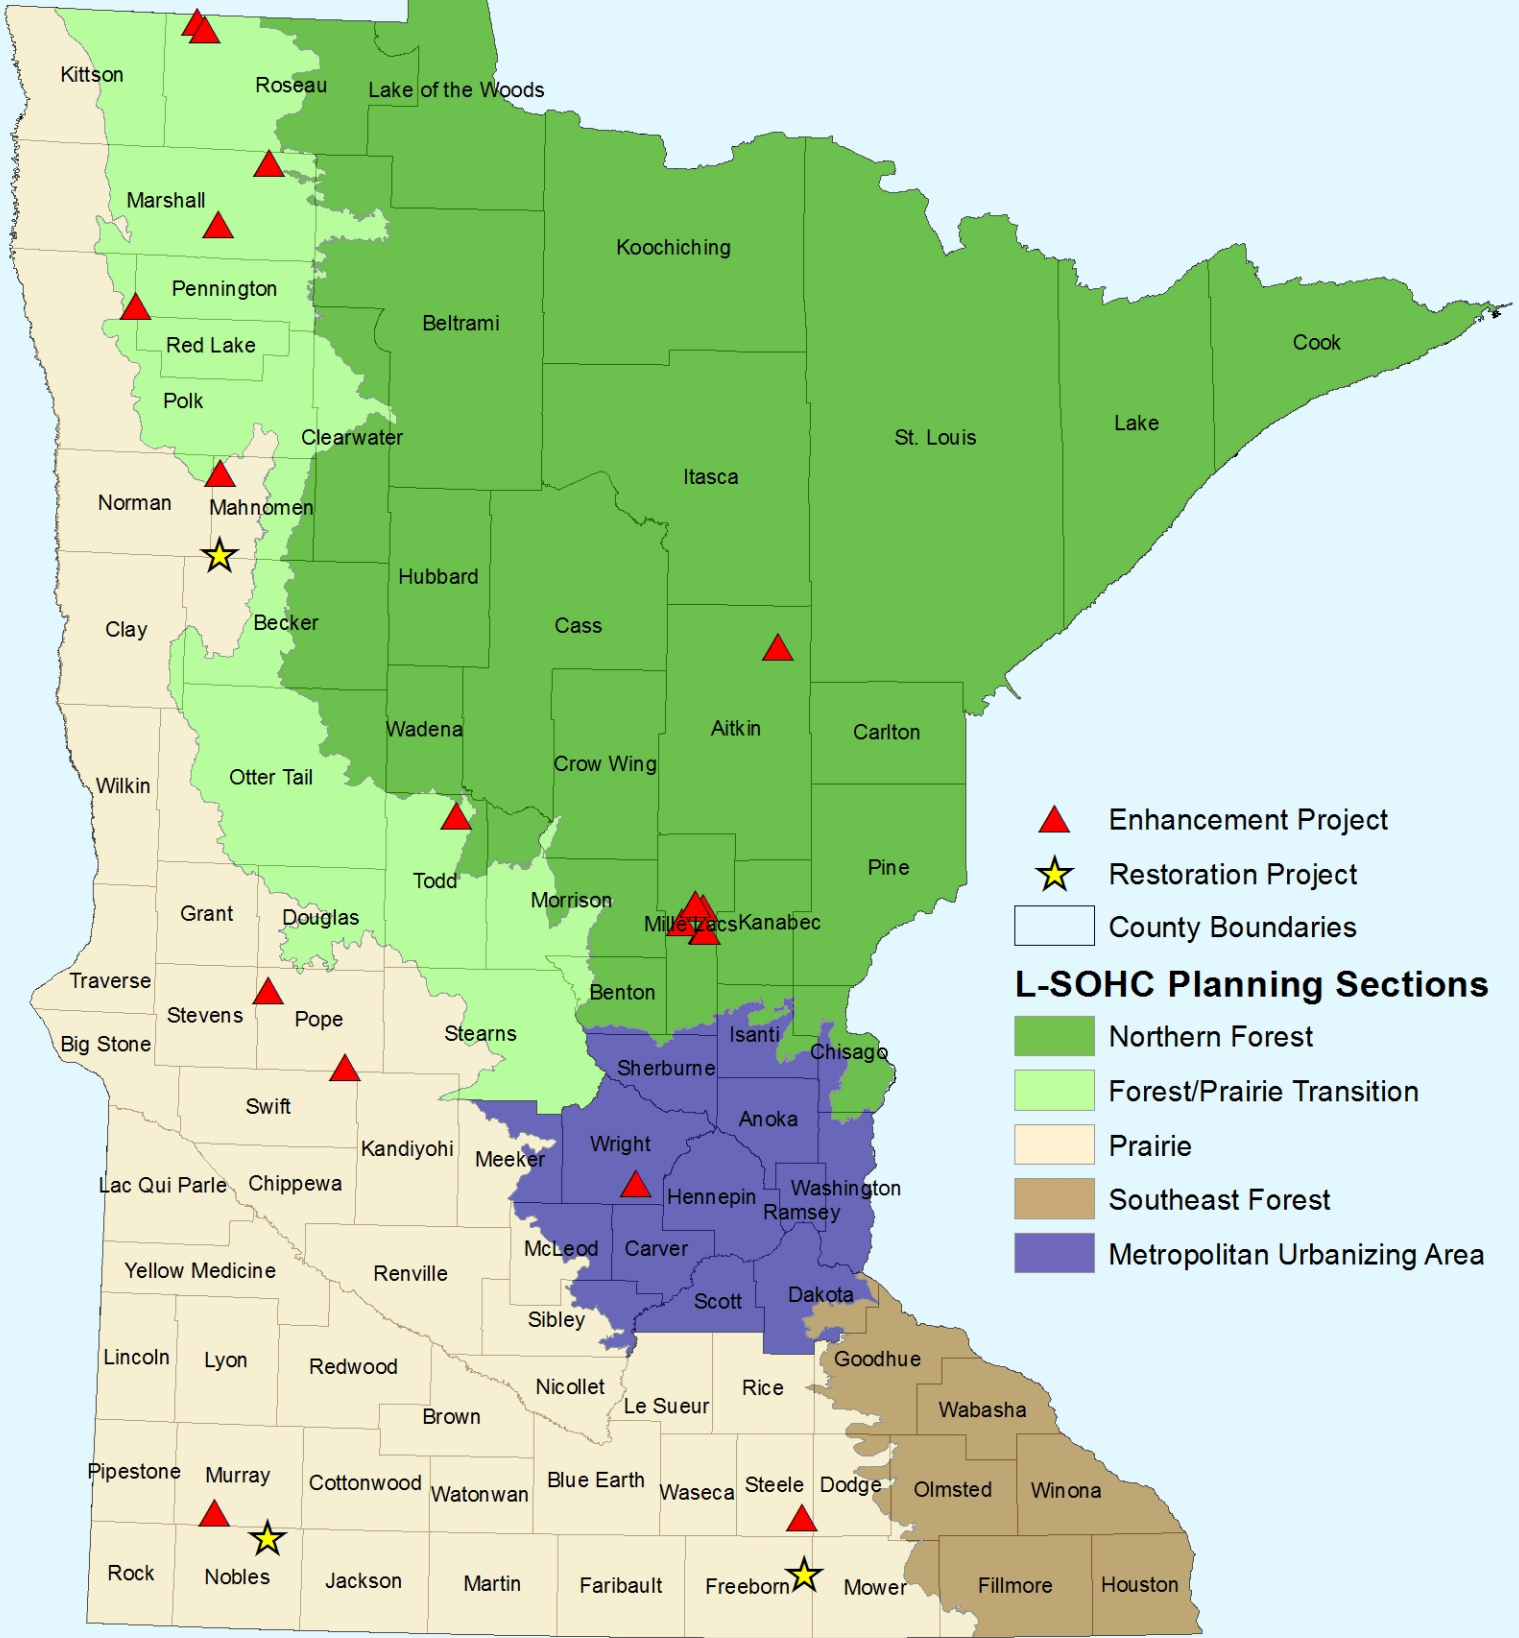 Kittson
Roseau
Lake of the Woods
Marshall
Koochiching
Pennington
Beltrami
Red Lake
Cook
Polk
Clearwater
St. Louis
Lake
Itasca
Norman
Mahnomen
Hubbard
Clay
Becker
Cass
Wadena
Aitkin
Carlton
Wilkin
Otter Tail
Crow Wing
Enhancement Project
Pine
Restoration Project
Todd
Morrison
Grant
Douglas
Mille Lacs
Kanabec
County Boundaries
Traverse
L-SOHC Planning Sections
Benton
Stevens
Pope
Stearns
Isanti
Northern Forest
Big Stone
Chisago
Sherburne
Forest/Prairie Transition
Swift
Anoka
Kandiyohi
Wright
Prairie
Meeker
Lac Qui Parle
Chippewa
Hennepin
Washington
Ramsey
Southeast Forest
McLeod
Carver
Metropolitan Urbanizing Area
Yellow Medicine
Renville
Scott
Dakota
Sibley
Lincoln
Lyon
Redwood
Goodhue
Nicollet
Rice
Le Sueur
Brown
Wabasha
Pipestone
Murray
Cottonwood
Watonwan
Blue Earth
Waseca
Steele
Dodge
Olmsted
Winona
Rock
Nobles
Jackson
Martin
Faribault
Freeborn
Mower
Fillmore
Houston